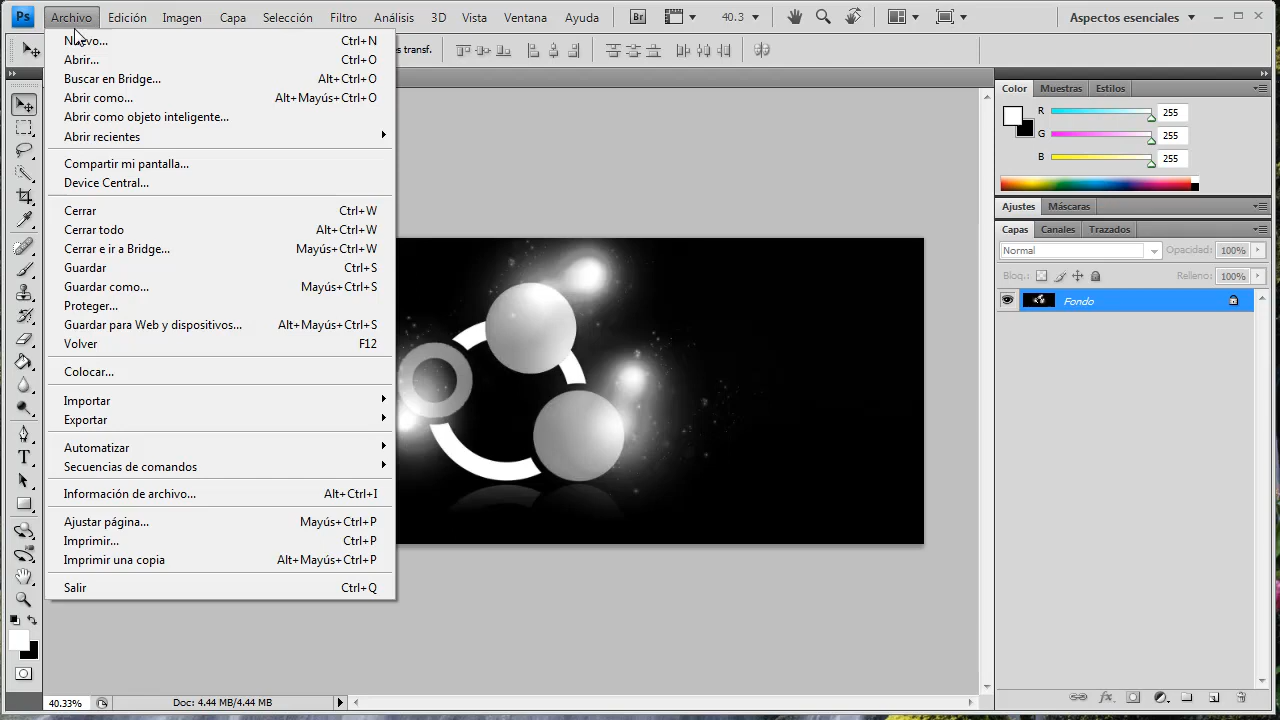 Ps Archivo Edición Imagen Capa Selección Filtro Análisis 3D Vista Ventana Ayuda Br 40.3 Aspectos esenciales
transf.
Nuevo... Ctrl+N
Abrir... Ctrl+O
Buscar en Bridge... Alt+Ctrl+O
Abrir como... Alt+Mayús+Ctrl+O
Abrir como objeto inteligente...
Abrir recientes
Compartir mi pantalla...
Device Central...
Cerrar Ctrl+W
Cerrar todo Alt+Ctrl+W
Cerrar e ir a Bridge... Mayús+Ctrl+W
Guardar Ctrl+S
Guardar como... Mayús+Ctrl+S
Proteger...
Guardar para Web y dispositivos... Alt+Mayús+Ctrl+S
Volver F12
Colocar...
Importar
Exportar
Automatizar
Secuencias de comandos
Información de archivo... Alt+Ctrl+I
Ajustar página... Mayús+Ctrl+P
Imprimir... Ctrl+P
Imprimir una copia Alt+Mayús+Ctrl+P
Salir Ctrl+Q
Color Muestras Estilos
R 255
G 255
B 255
Ajustes Máscaras
Capas Canales Trazados
Normal Opacidad: 100%
Bloq.: Relleno: 100%
Fondo
T
40.33% Doc: 4.44 MB/4.44 MB
fx